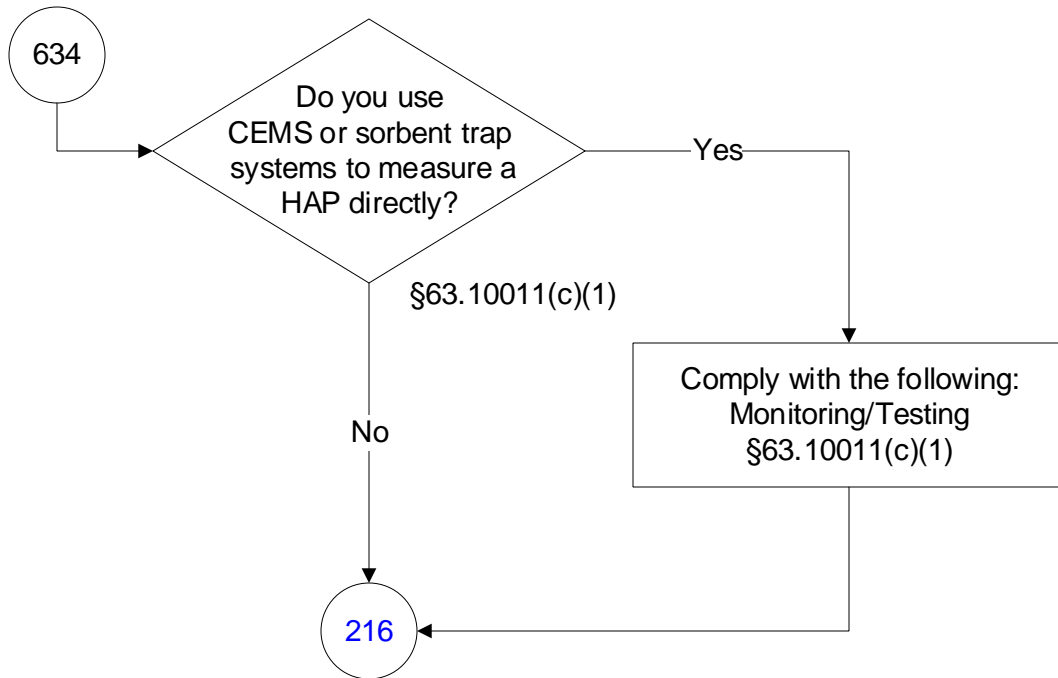 634
Do you use
CEMS or sorbent trap
systems to measure a
HAP directly?
Yes
§63.10011(c)(1)
Comply with the following:
Monitoring/Testing
§63.10011(c)(1)
No
216